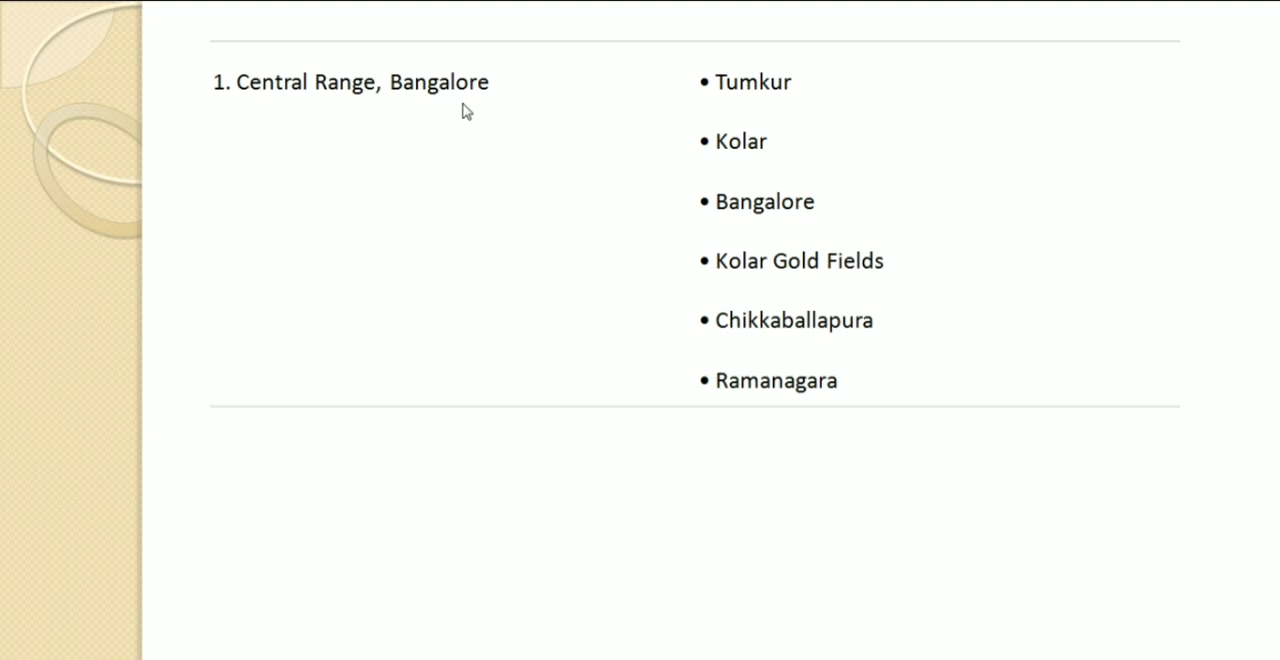 1. Central Range, Bangalore
• Tumkur
• Kolar
• Bangalore
• Kolar Gold Fields
• Chikkaballapura
• Ramanagara